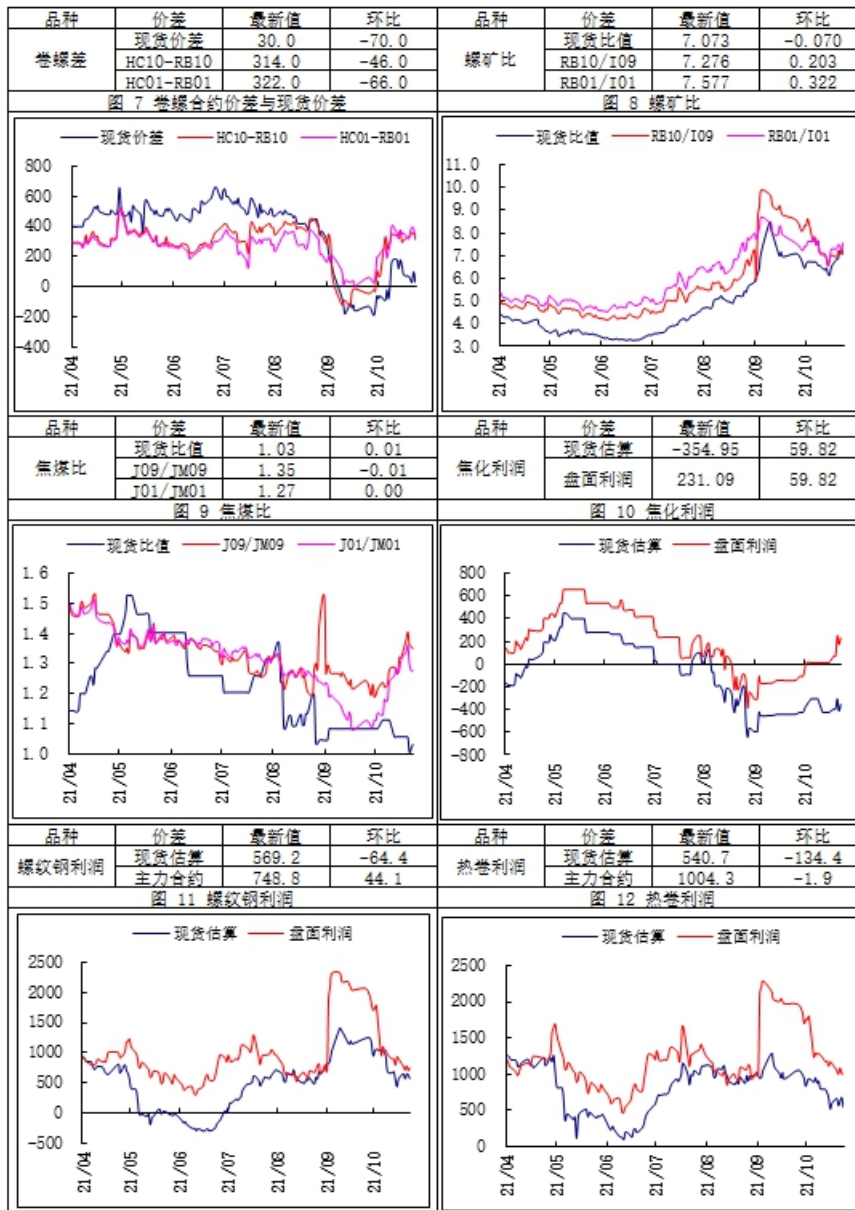 品种 价差 最新值 环比 品种 价差 最新值 环比
卷螺差 现货价差 30.0 -70.0 螺矿比 现货比值 7.073 -0.070
HC10-RB10 314.0 -46.0 RB10/I09 7.276 0.203
HC01-RB01 322.0 -66.0 RB01/I01 7.577 0.322
图 7 卷螺合约价差与现货价差
现货价差 HC10-RB10 HC01-RB01
800
600
400
200
0
-200
-400
21/04 21/05 21/06 21/07 21/08 21/09 21/10
图 8 螺矿比
现货比值 RB10/I09 RB01/I01
11.0
10.0
9.0
8.0
7.0
6.0
5.0
4.0
3.0
21/04 21/05 21/06 21/07 21/08 21/09 21/10
品种 价差 最新值 环比 品种 价差 最新值 环比
焦煤比 现货比值 1.03 0.01 焦化利润 现货估算 -354.95 59.82
J09/JM09 1.35 -0.01 盘面利润 231.09 59.82
J01/JM01 1.27 0.00
图 9 焦煤比
现货比值 J09/JM09 J01/JM01
1.6
1.5
1.4
1.3
1.2
1.1
1.0
21/04 21/05 21/06 21/07 21/08 21/09 21/10
图 10 焦化利润
现货估算 盘面利润
800
600
400
200
0
-200
-400
-600
-800
21/04 21/05 21/06 21/07 21/08 21/09 21/10
品种 价差 最新值 环比 品种 价差 最新值 环比
螺纹钢利润 现货估算 569.2 -64.4 热卷利润 现货估算 540.7 -134.4
主力合约 748.8 44.1 主力合约 1004.3 -1.9
图 11 螺纹钢利润
现货估算 盘面利润
2500
2000
1500
1000
500
0
-500
21/04 21/05 21/06 21/07 21/08 21/09 21/10
图 12 热卷利润
现货估算 盘面利润
2500
2000
1500
1000
500
0
21/04 21/05 21/06 21/07 21/08 21/09 21/10